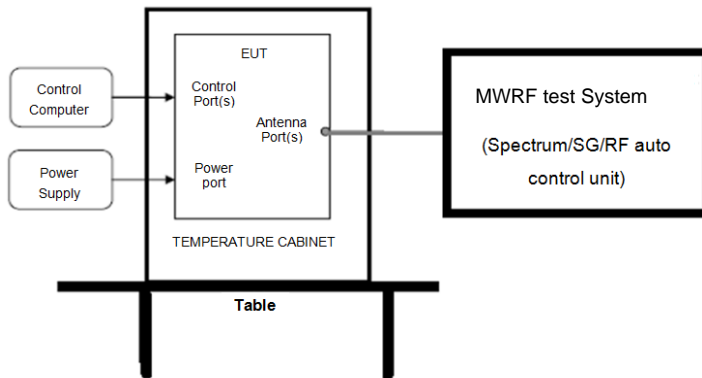 EUT
Control
Computer
Control
Port(s)
Antenna
Port(s)
Power
Supply
Power
port
TEMPERATURE CABINET
Table
MWRF test System
(Spectrum/SG/RF auto
control unit)